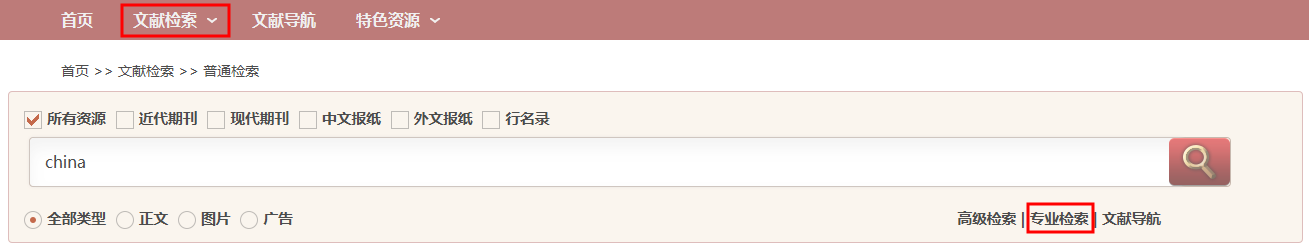 首页 文献检索 文献导航 特色资源
首页 >> 文献检索 >> 普通检索
所有资源 近代期刊 现代期刊 中文报纸 外文报纸 行名录
china
全部类型 正文 图片 广告 高级检索 | 专业检索 | 文献导航